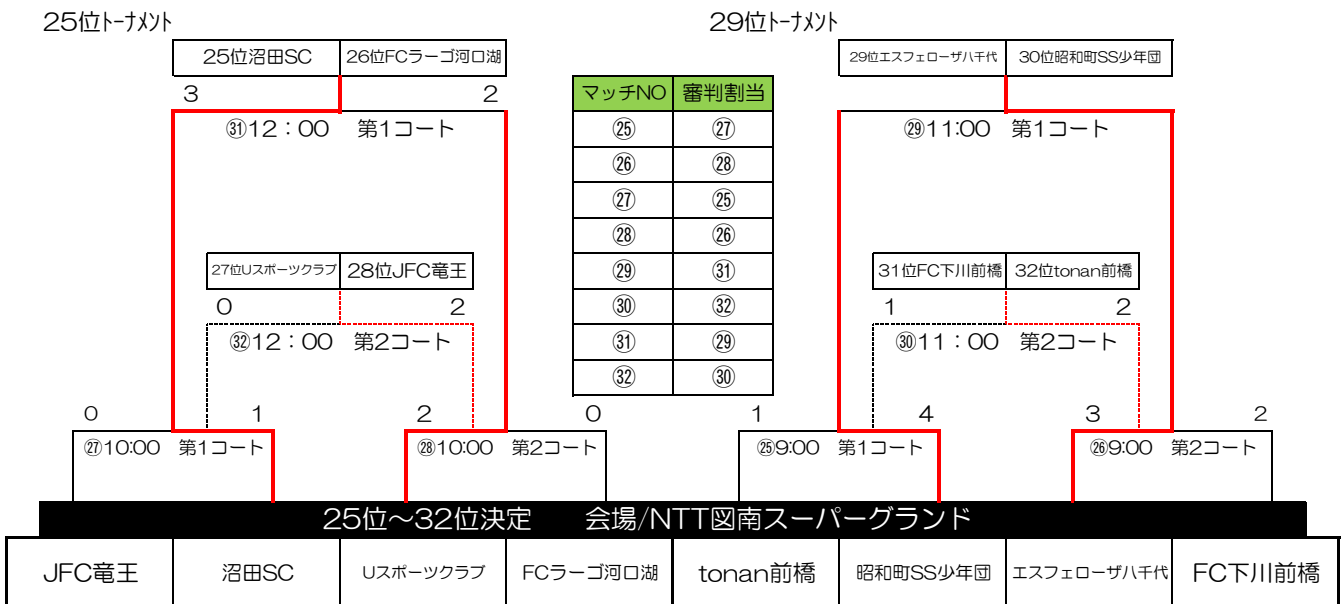 25位トーナメント 29位トーナメント
25位沼田SC 26位FCラーゴ河口湖 29位エスフェローザ八千代 30位昭和町SS少年団
3 2
㉛12：00 第1コート ㉙11:00 第1コート
マッチNO 審判割当
㉕ ㉗
㉖ ㉘
㉗ ㉕
㉘ ㉖
㉙ ㉛
㉚ ㉜
㉛ ㉙
㉜ ㉚
27位Uスポーツクラブ 28位JFC竜王 31位FC下川前橋 32位tonan前橋
0 2 1 2
㉜12：00 第2コート ㉚11：00 第2コート
0 1 2 0 1 4 3 2
㉗10:00 第1コート ㉘10:00 第2コート ㉕9:00 第1コート ㉖9:00 第2コート
25位～32位決定 会場/NTT図南スーパーグランド
JFC竜王 沼田SC Uスポーツクラブ FCラーゴ河口湖 tonan前橋 昭和町SS少年団 エスフェローザ八千代 FC下川前橋